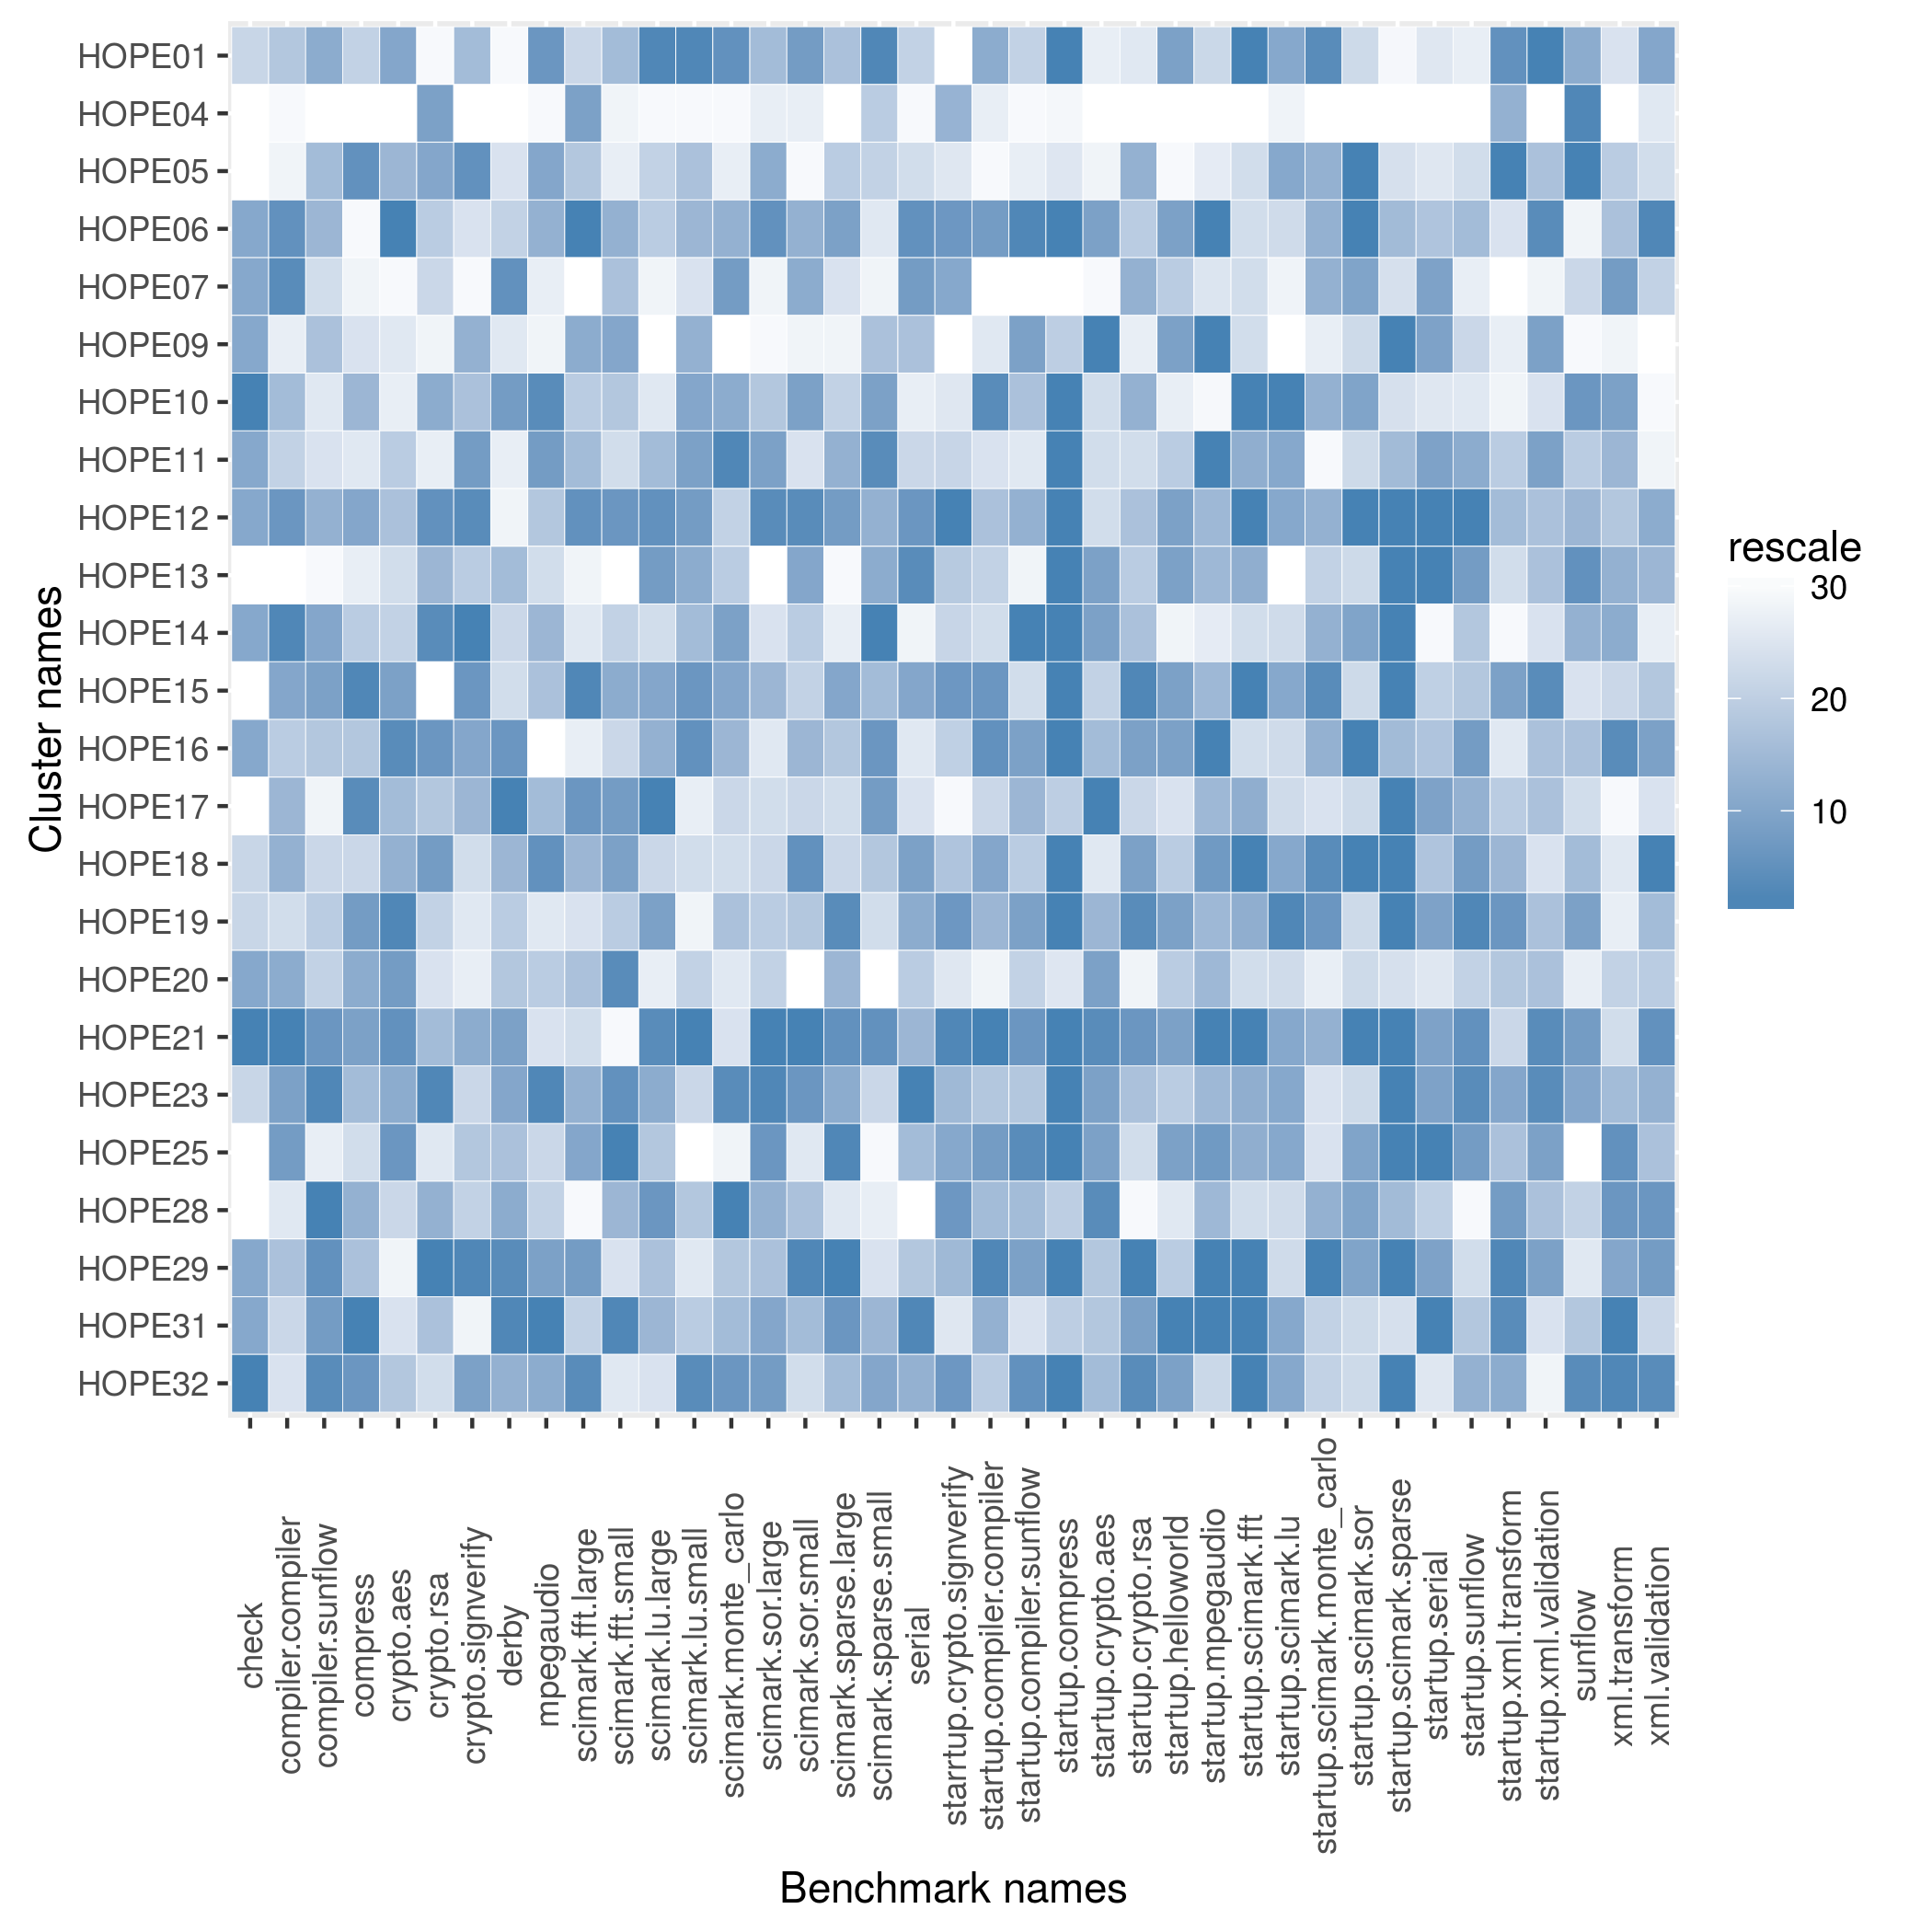 HOPE01
HOPE04
HOPE05
HOPE06
HOPE07
HOPE09
HOPE10
HOPE11
HOPE12
HOPE13
HOPE14
HOPE15
HOPE16
HOPE17
HOPE18
HOPE19
HOPE20
HOPE21
HOPE23
HOPE25
HOPE28
HOPE29
HOPE31
HOPE32
Cluster names
check
compiler.compiler
compiler.sunflow
compress
crypto.aes
crypto.rsa
crypto.signverify
derby
mpegaudio
scimark.fft.large
scimark.fft.small
scimark.lu.large
scimark.lu.small
scimark.monte_carlo
scimark.sor.large
scimark.sor.small
scimark.sparse.large
scimark.sparse.small
serial
starrtup.crypto.signverify
startup.compiler.compiler
startup.compiler.sunflow
startup.compress
startup.crypto.aes
startup.crypto.rsa
startup.helloworld
startup.mpegaudio
startup.scimark.fft
startup.scimark.lu
startup.scimark.monte_carlo
startup.scimark.sor
startup.scimark.sparse
startup.serial
startup.sunflow
startup.xml.transform
startup.xml.validation
sunflow
xml.transform
xml.validation
Benchmark names
rescale
30
20
10